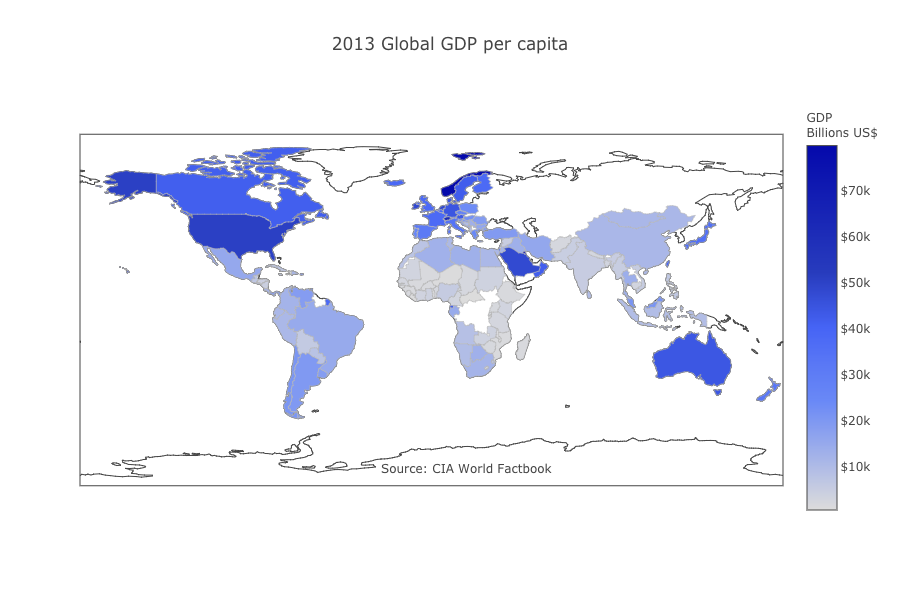 2013 Global GDP per capita
GDP
Billions US$
$70k
$60k
$50k
$40k
$30k
$20k
$10k
Source: CIA World Factbook